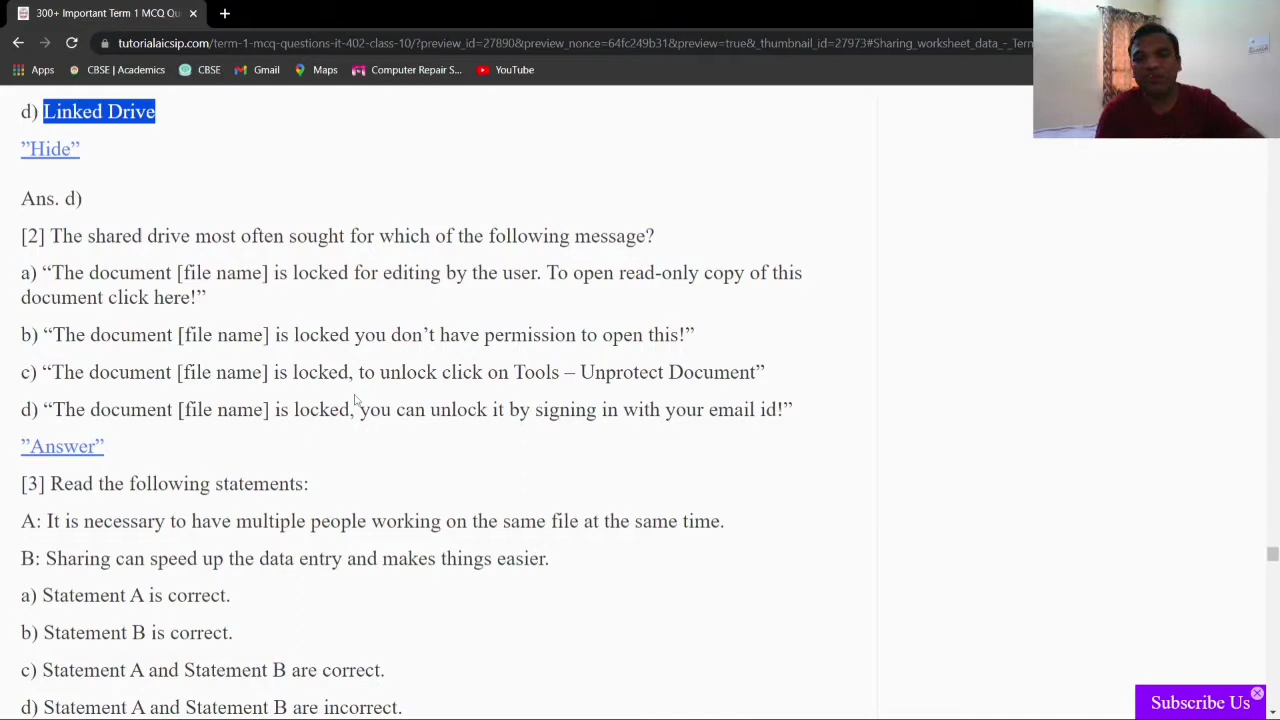 300+ Important Term 1 MCQ Qu
tutorialaicsip.com/term-1-mcq-questions-it-402-class-10/?preview_id=27890&preview_nonce=64fc249b31&preview=true&_thumbnail_id=27973#Sharing_worksheet_data_-_Tern
Apps CBSE | Academics CBSE Gmail Maps Computer Repair S... YouTube
d) Linked Drive
”Hide”
Ans. d)
[2] The shared drive most often sought for which of the following message?
a) “The document [file name] is locked for editing by the user. To open read-only copy of this
document click here!”
b) “The document [file name] is locked you don’t have permission to open this!”
c) “The document [file name] is locked, to unlock click on Tools – Unprotect Document”
d) “The document [file name] is locked, you can unlock it by signing in with your email id!”
”Answer”
[3] Read the following statements:
A: It is necessary to have multiple people working on the same file at the same time.
B: Sharing can speed up the data entry and makes things easier.
a) Statement A is correct.
b) Statement B is correct.
c) Statement A and Statement B are correct.
d) Statement A and Statement B are incorrect.
Subscribe Us